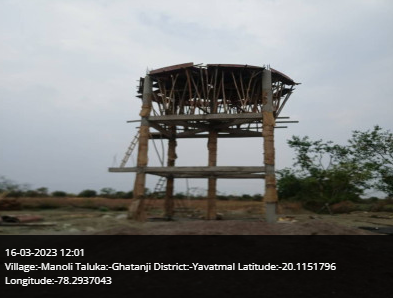 16-03-2023 12:01
Village:-Manoli Taluka:-Ghatanji District:-Yavatmal Latitude:-20.1151796
Longitude:-78.2937043